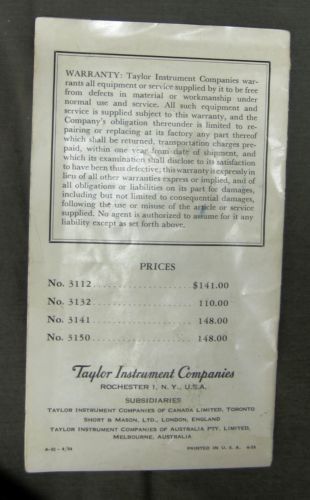 WARRANTY: Taylor Instrument Companies war-
rants all equipment or service supplied by it to be free
from defects in material or workmanship under
normal use and service. All such equipment and
service is supplied subject to this warranty, and the
Company's obligation thereunder is limited to re-
pairing or replacing at its factory any part thereof
which shall be returned, transportation charges pre-
paid, within one year from date of shipment, and
which its examination shall disclose to its satisfaction
to have been thus defective; this warranty is expressly in
lieu of all other warranties express or implied, and of
all obligations or liabilities on its part for damages,
including but not limited to consequential damages,
following the use or misuse of the article or service
supplied. No agent is authorized to assume for it any
liability except as set forth above.
PRICES
No. 3112 .................... $141.00
No. 3132 .................... 110.00
No. 3141 .................... 148.00
No. 3150 .................... 148.00
Taylor Instrument Companies
ROCHESTER 1, N. Y., U.S.A.
SUBSIDIARIES
TAYLOR INSTRUMENT COMPANIES OF CANADA LIMITED, TORONTO
SHORT & MASON, LTD., LONDON, ENGLAND
TAYLOR INSTRUMENT COMPANIES OF AUSTRALIA PTY. LIMITED,
MELBOURNE, AUSTRALIA
PRINTED IN U. S. A.